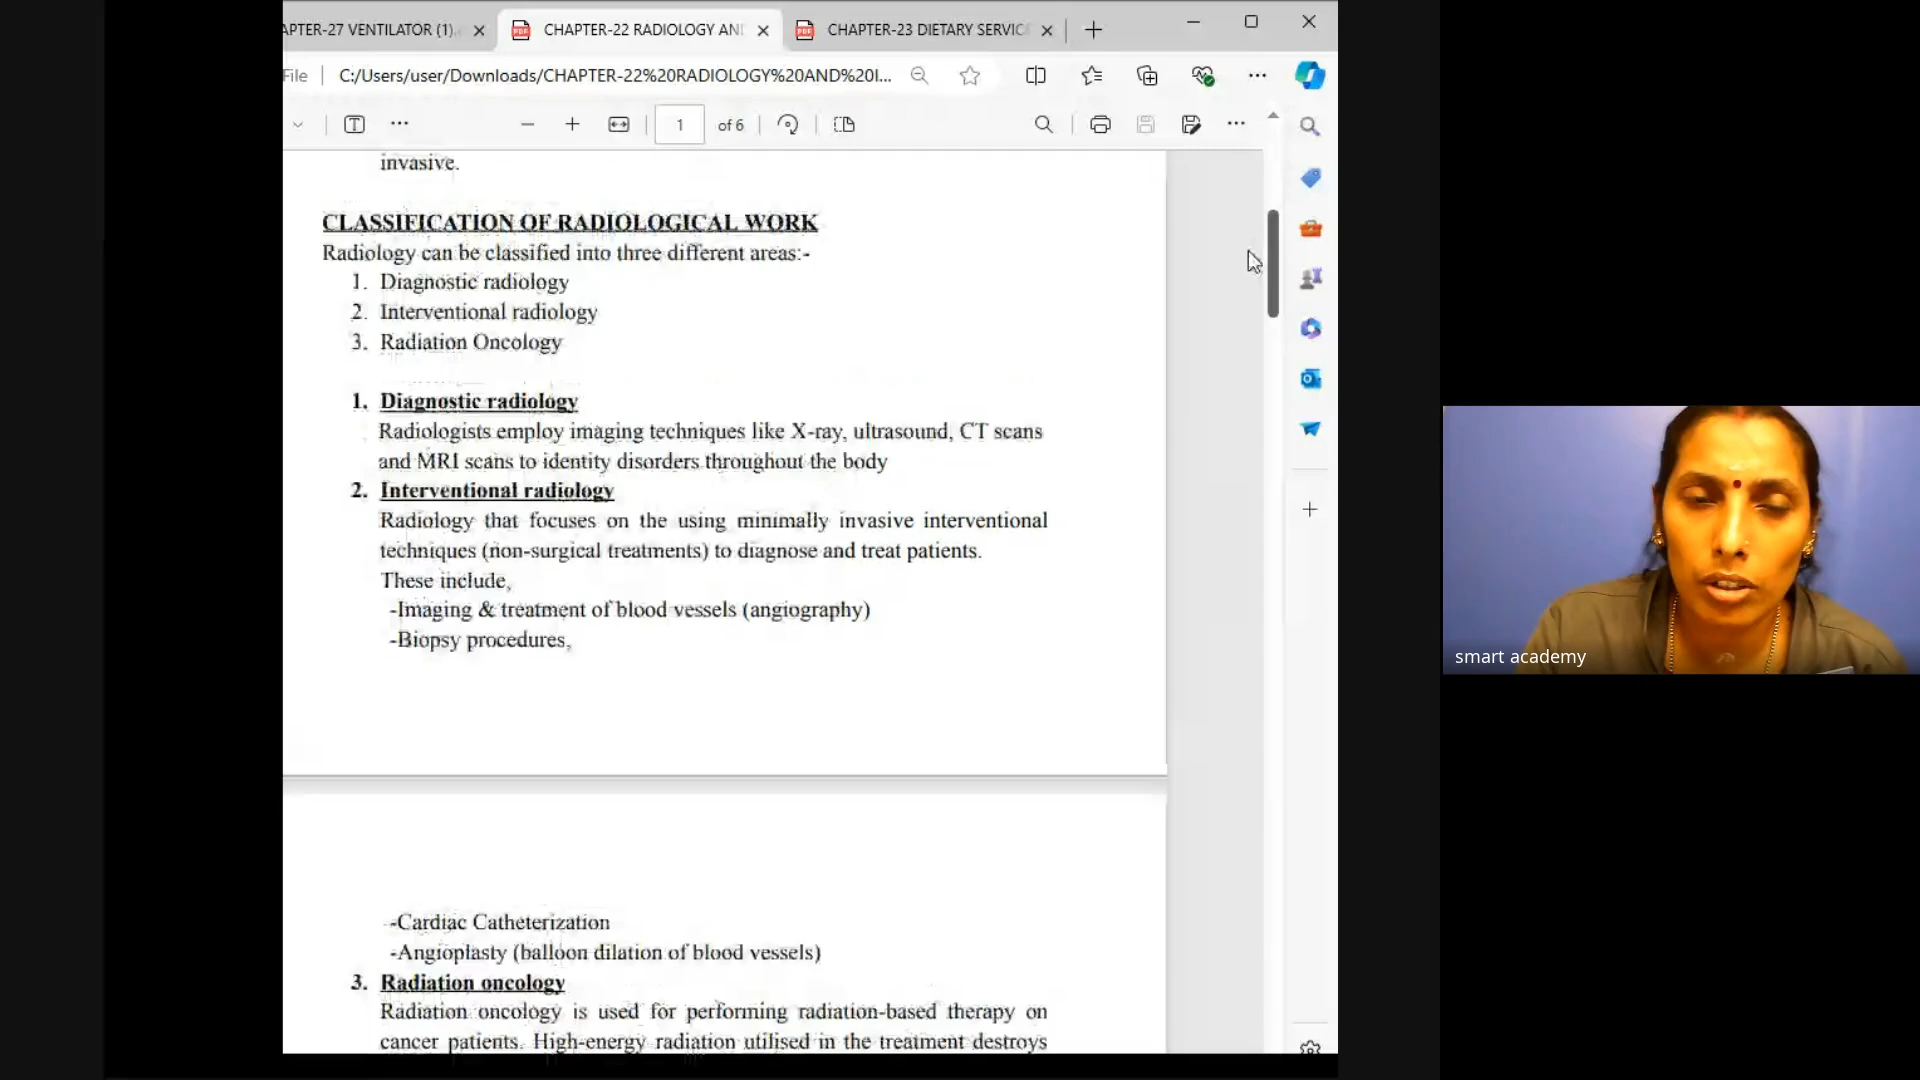 APTER-27 VENTILATOR (1).
CHAPTER-22 RADIOLOGY AN
CHAPTER-23 DIETARY SERVIC
File
C:/Users/user/Downloads/CHAPTER-22%20RADIOLOGY%20AND%20I...
1 of 6
invasive.
CLASSIFICATION OF RADIOLOGICAL WORK
Radiology can be classified into three different areas:-
1. Diagnostic radiology
2. Interventional radiology
3. Radiation Oncology
1. Diagnostic radiology
Radiologists employ imaging techniques like X-ray, ultrasound, CT scans
and MRI scans to identity disorders throughout the body
2. Interventional radiology
Radiology that focuses on the using minimally invasive interventional
techniques (non-surgical treatments) to diagnose and treat patients.
These include,
-Imaging & treatment of blood vessels (angiography)
-Biopsy procedures,
-Cardiac Catheterization
-Angioplasty (balloon dilation of blood vessels)
3. Radiation oncology
Radiation oncology is used for performing radiation-based therapy on
cancer patients. High-energy radiation utilised in the treatment destroys
smart academy